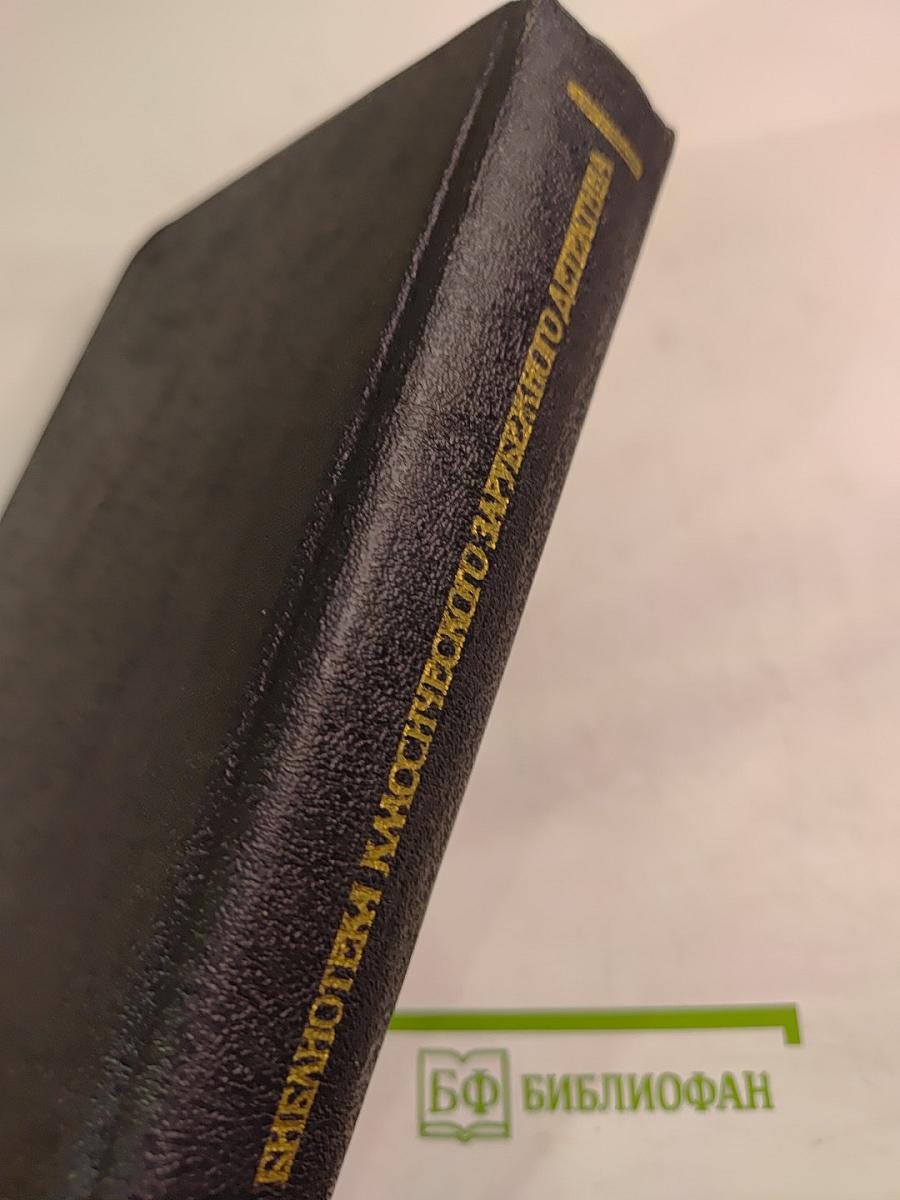 БИБЛИОТЕКА КЛАССИЧЕСКОГО ЗАРУБЕЖНОГО ДЕТЕКТИВА
БФ БИБЛИОФАН